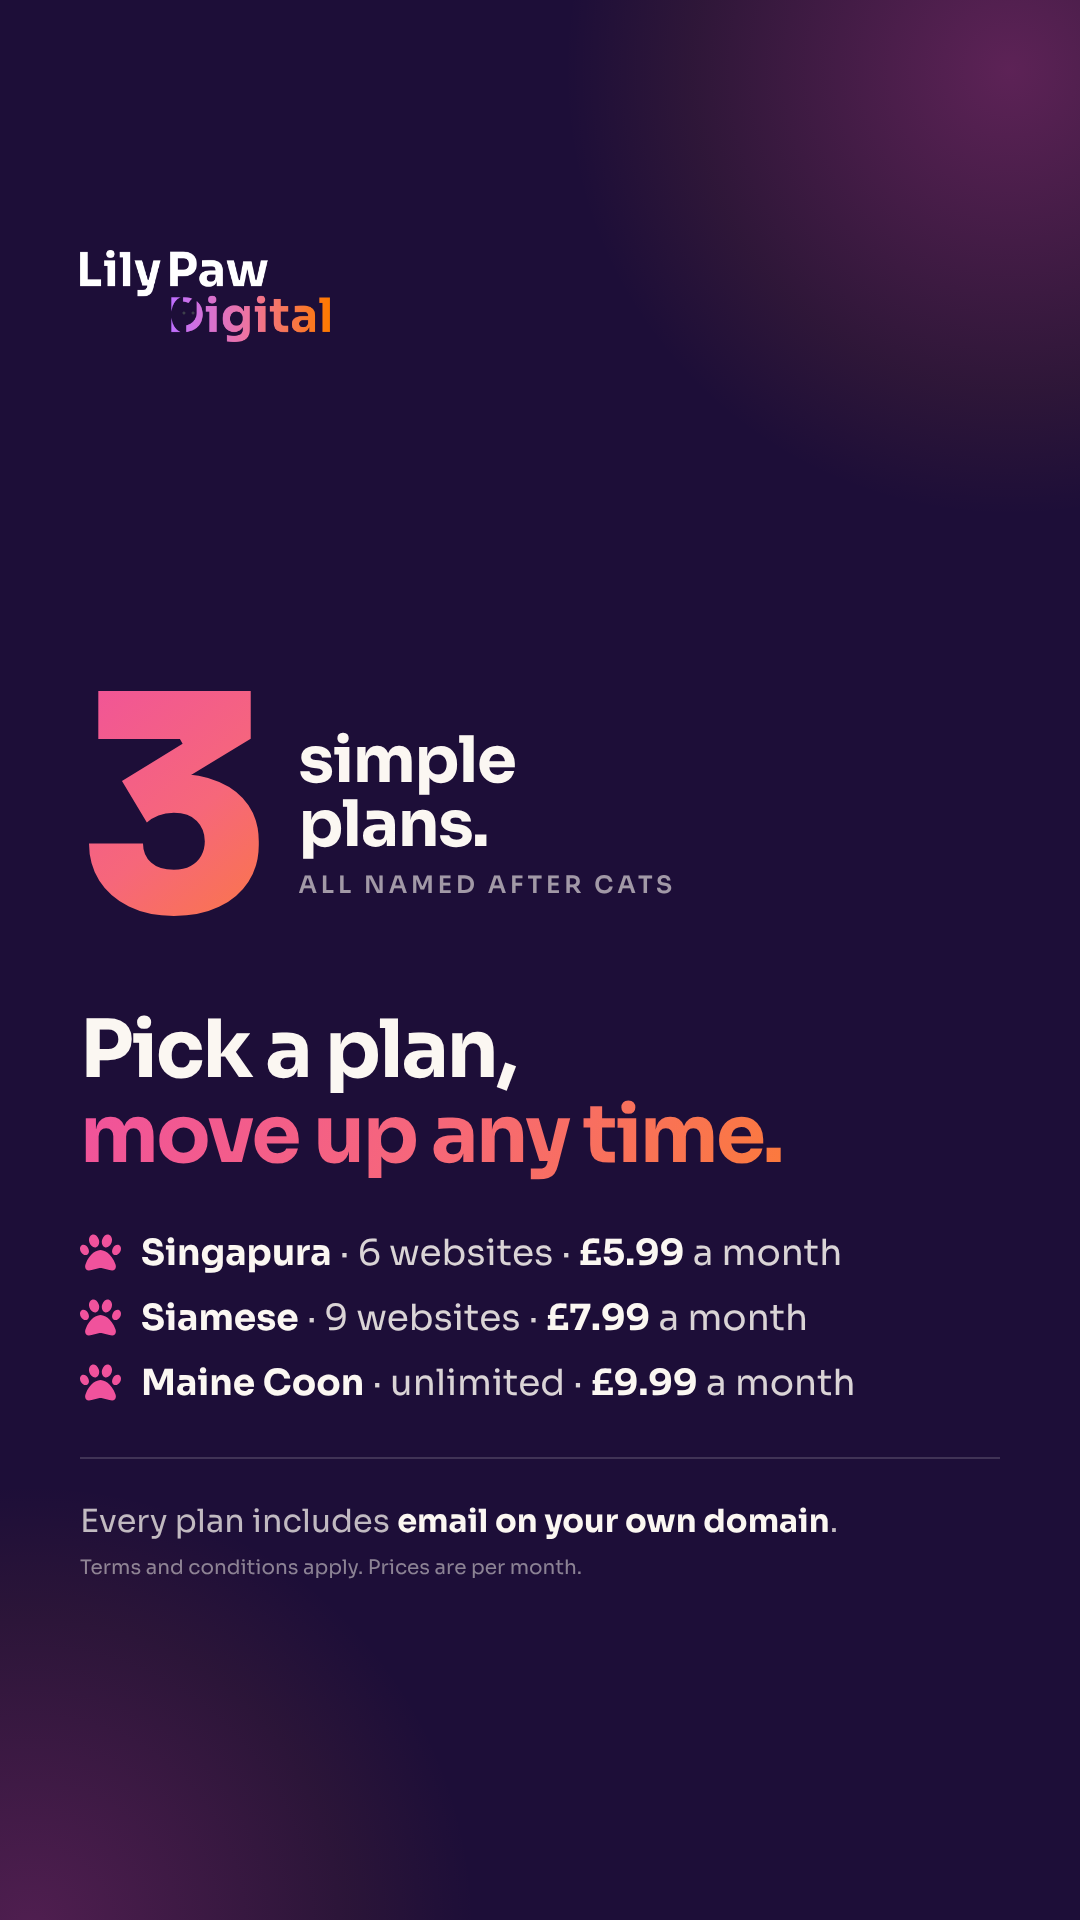 Lily Paw
Digital
3
simple
plans.
ALL NAMED AFTER CATS
Pick a plan,
move up any time.
Singapura · 6 websites · £5.99 a month
Siamese · 9 websites · £7.99 a month
Maine Coon · unlimited · £9.99 a month
Every plan includes email on your own domain.
Terms and conditions apply. Prices are per month.